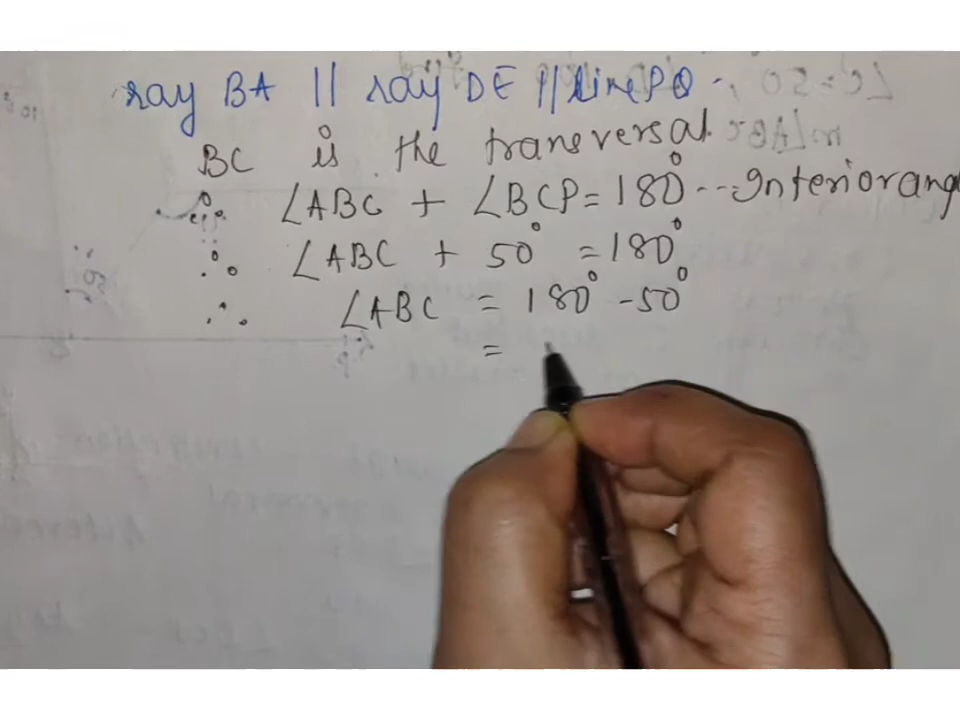 ray BA || ray DE || line PQ
BC is the transversal
∠ABC + ∠BCP = 180° --- Interior ang
∴ ∠ABC + 50° = 180°
∴ ∠ABC = 180° - 50°
=